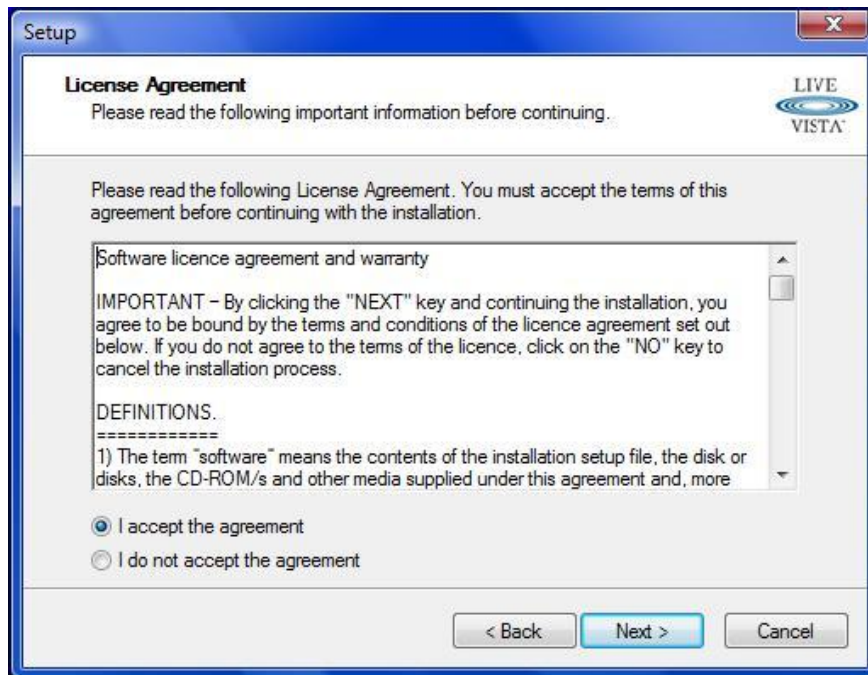 Setup
License Agreement
Please read the following important information before continuing.
LIVE
VISTA™
Please read the following License Agreement. You must accept the terms of this
agreement before continuing with the installation.
Software licence agreement and warranty
IMPORTANT – By clicking the "NEXT" key and continuing the installation, you
agree to be bound by the terms and conditions of the licence agreement set out
below. If you do not agree to the terms of the licence, click on the "NO" key to
cancel the installation process.
DEFINITIONS.
============
1) The term "software" means the contents of the installation setup file, the disk or
disks, the CD-ROM/s and other media supplied under this agreement and, more
I accept the agreement
I do not accept the agreement
< Back
Next >
Cancel